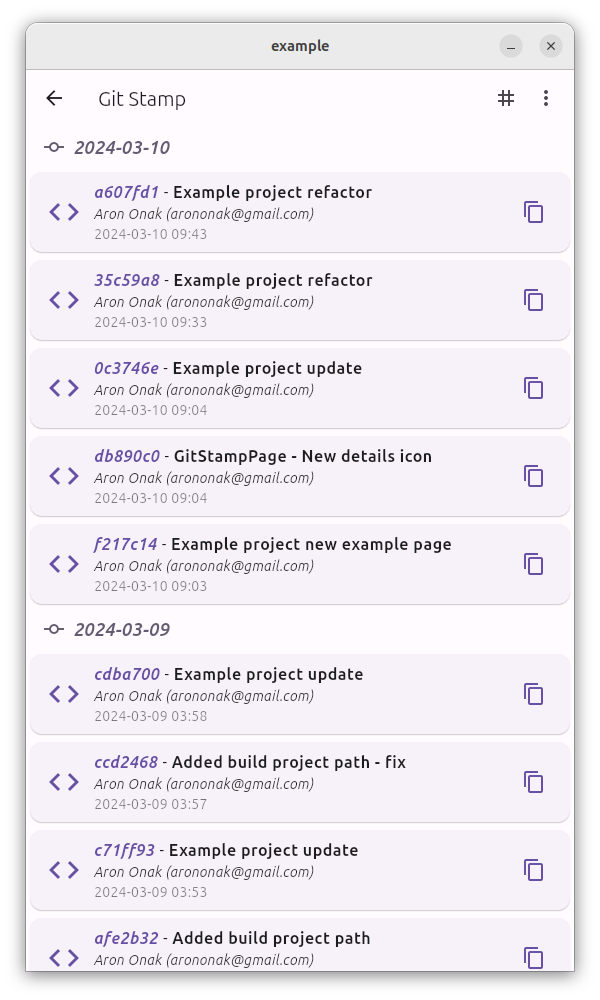 example
Git Stamp
2024-03-10
a607fd1 - Example project refactor
Aron Onak (arononak@gmail.com)
2024-03-10 09:43
35c59a8 - Example project refactor
Aron Onak (arononak@gmail.com)
2024-03-10 09:33
0c3746e - Example project update
Aron Onak (arononak@gmail.com)
2024-03-10 09:04
db890c0 - GitStampPage - New details icon
Aron Onak (arononak@gmail.com)
2024-03-10 09:04
f217c14 - Example project new example page
Aron Onak (arononak@gmail.com)
2024-03-10 09:03
2024-03-09
cdba700 - Example project update
Aron Onak (arononak@gmail.com)
2024-03-09 03:58
ccd2468 - Added build project path - fix
Aron Onak (arononak@gmail.com)
2024-03-09 03:57
c71ff93 - Example project update
Aron Onak (arononak@gmail.com)
2024-03-09 03:53
afe2b32 - Added build project path
Aron Onak (arononak@gmail.com)